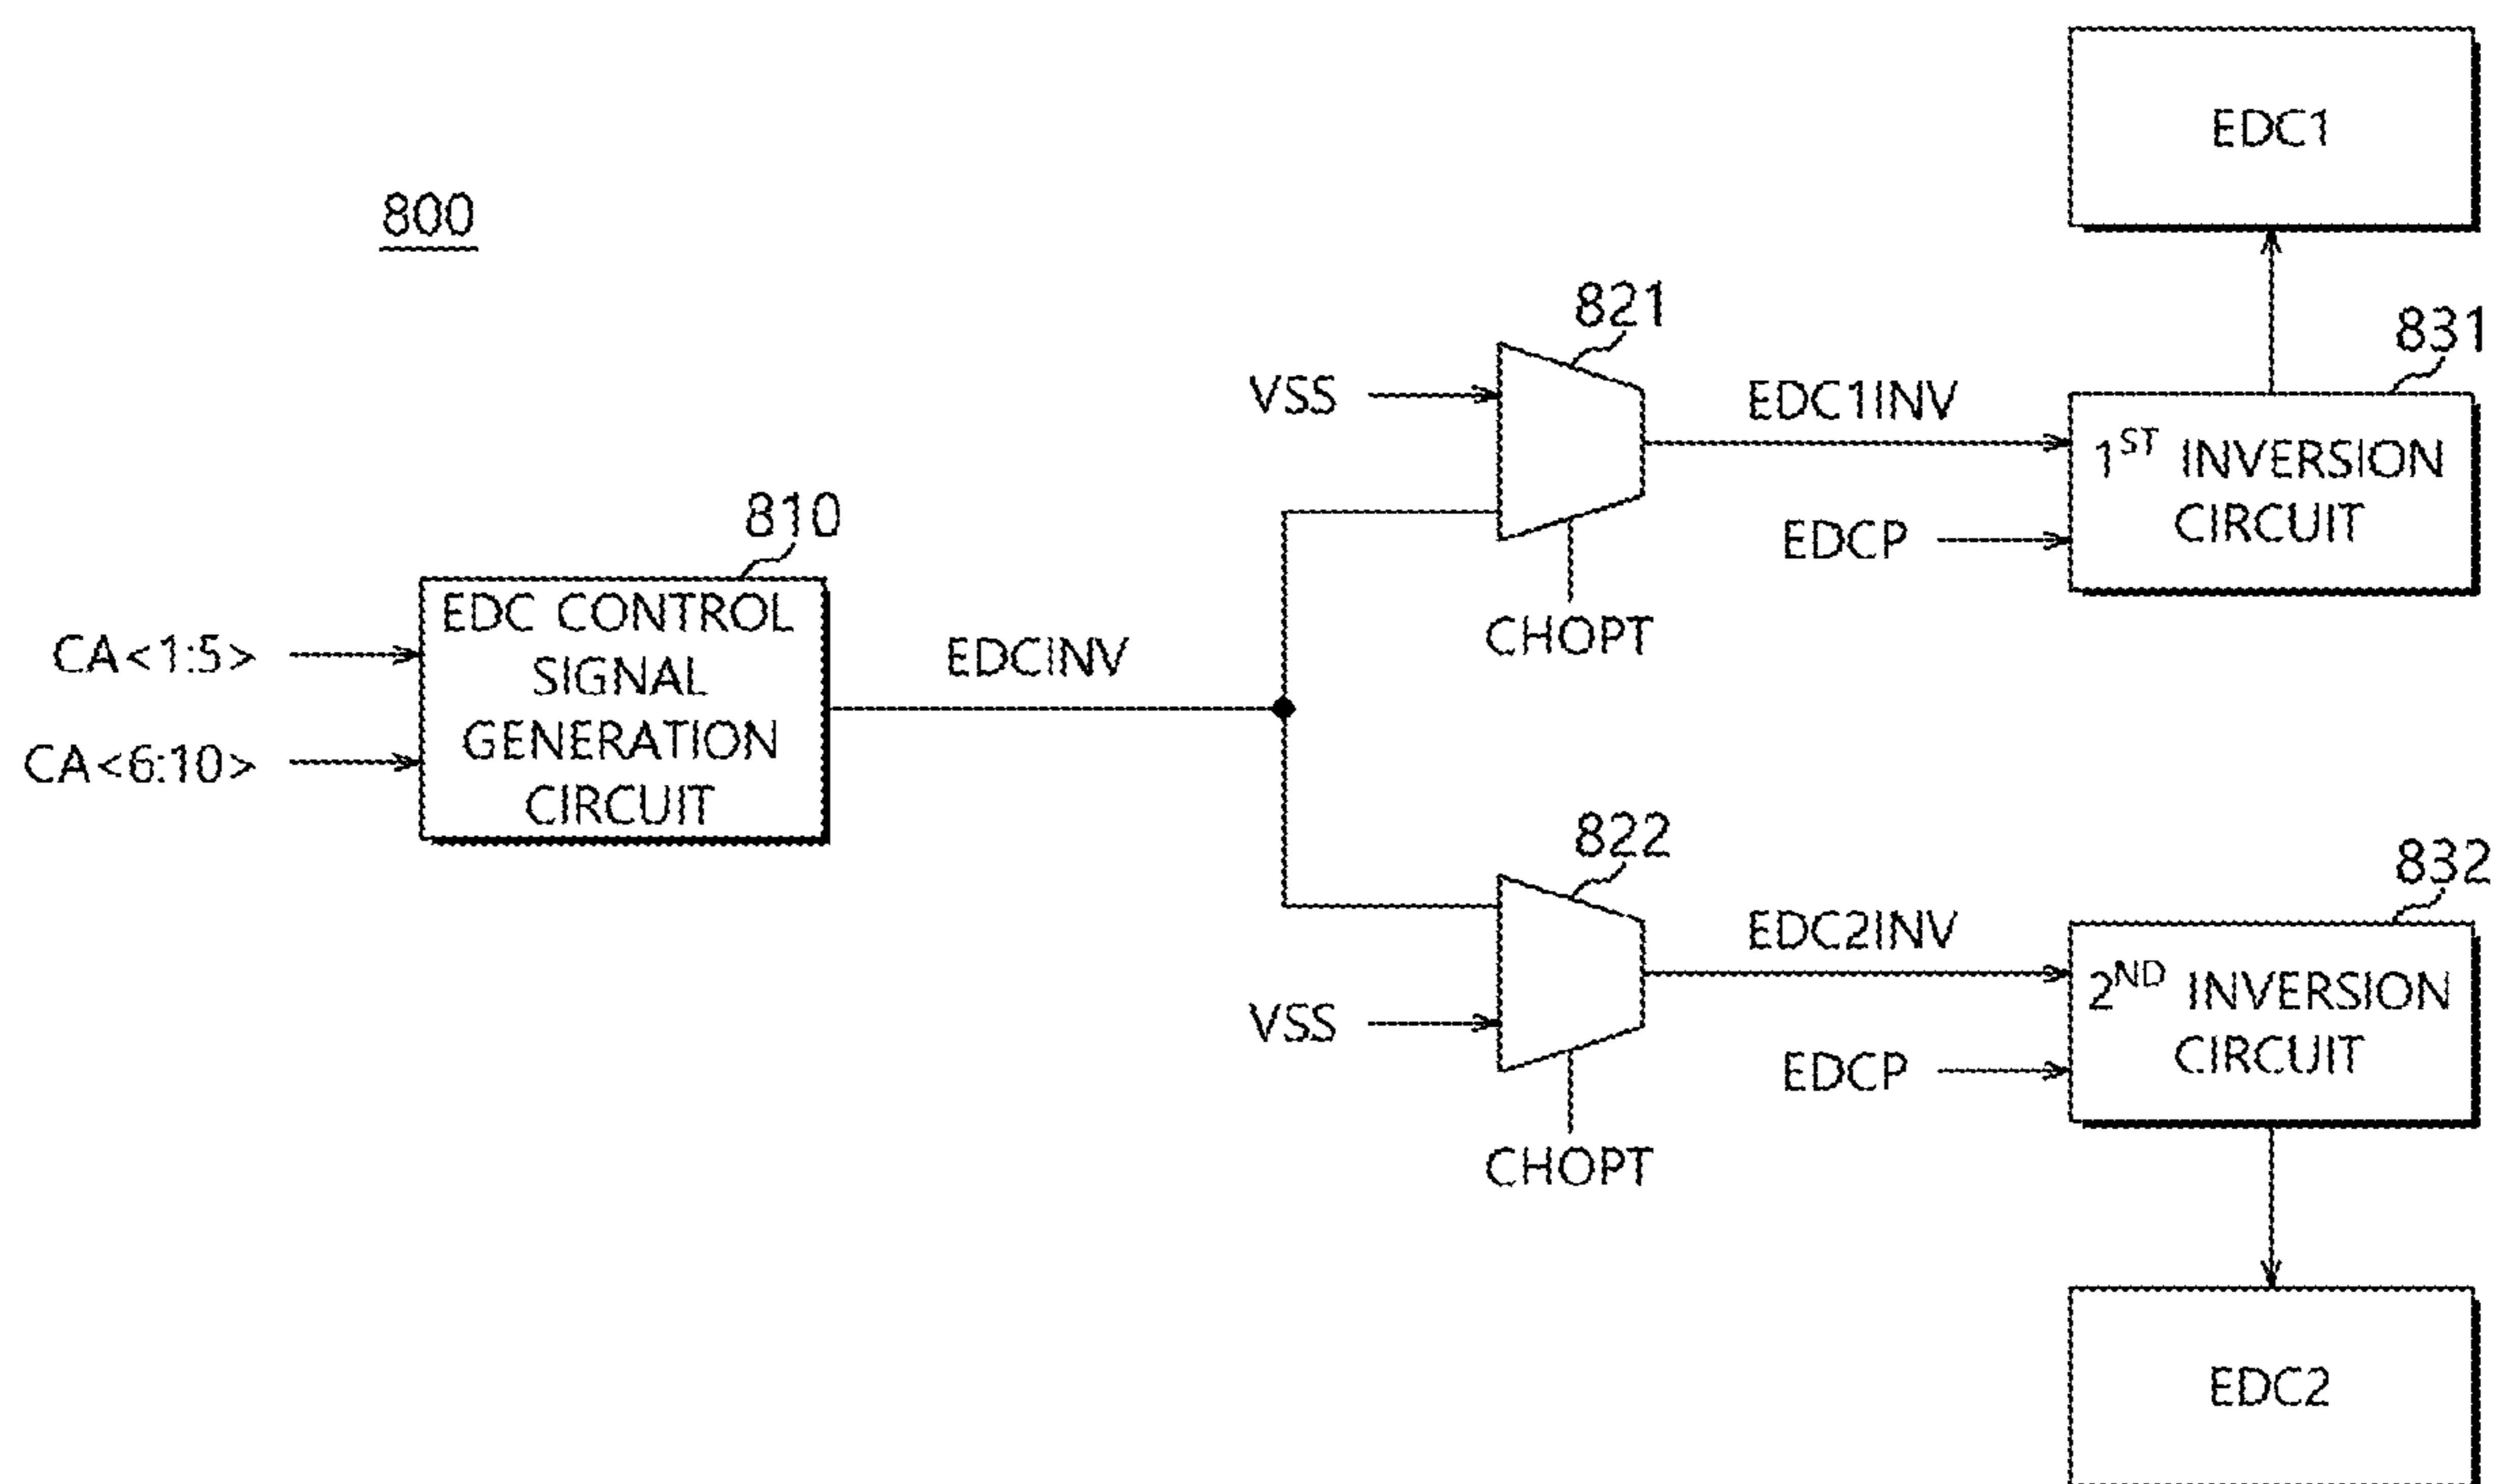 800
EDC1
821
831
VSS
EDC1INV
1ST INVERSION
CIRCUIT
EDCP
CHOPT
810
EDC CONTROL
SIGNAL
GENERATION
CIRCUIT
CA<1:5>
CA<6:10>
EDCINV
822
832
EDC2INV
2ND INVERSION
CIRCUIT
VSS
EDCP
CHOPT
EDC2